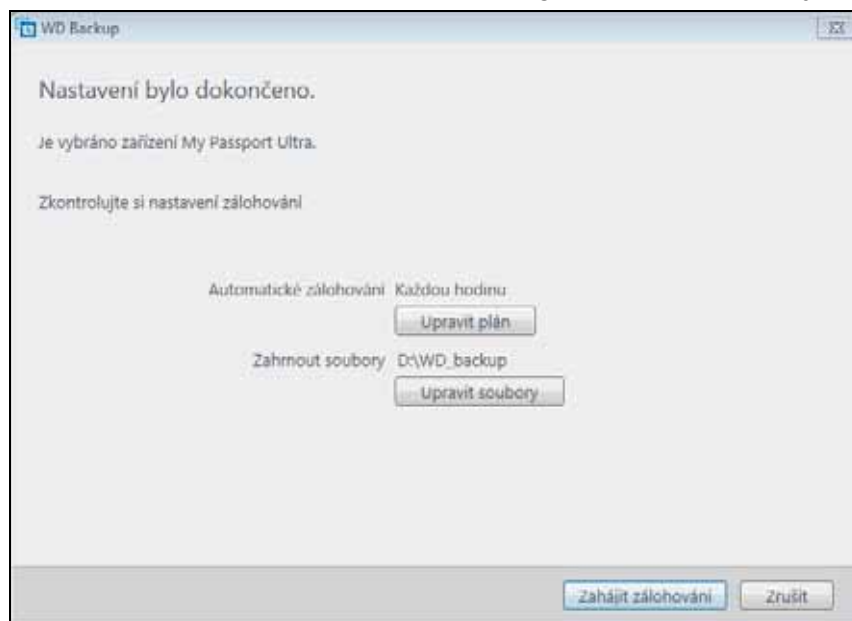 WD Backup
Nastavení bylo dokončeno.
Je vybráno zařízení My Passport Ultra.
Zkontrolujte si nastavení zálohování
Automatické zálohování Každou hodinu
Upravit plán
Zahrnout soubory D:\WD_backup
Upravit soubory
Zahájit zálohování Zrušit